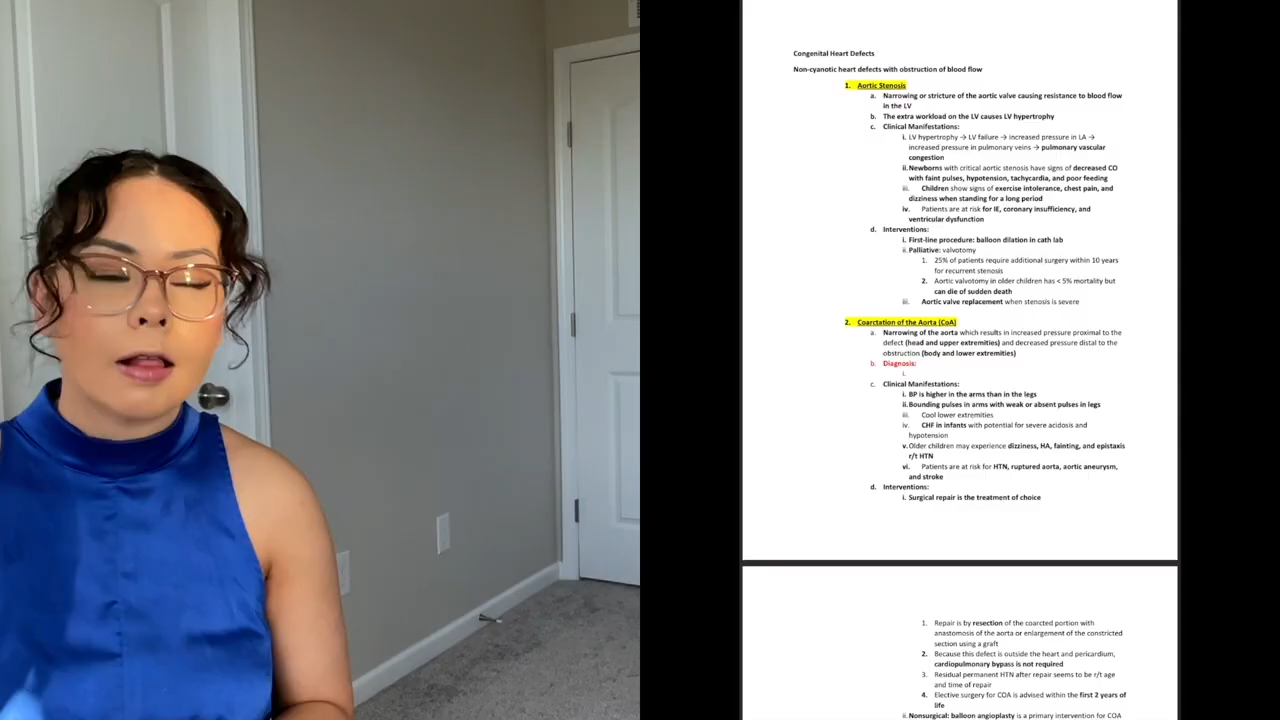 Congenital Heart Defects
Non-cyanotic heart defects with obstruction of blood flow
1. Aortic Stenosis
a. Narrowing or stricture of the aortic valve causing resistance to blood flow
in the LV
b. The extra workload on the LV causes LV hypertrophy
c. Clinical Manifestations:
i. LV hypertrophy → LV failure → increased pressure in LA →
increased pressure in pulmonary veins → pulmonary vascular
congestion
ii. Newborns with critical aortic stenosis have signs of decreased CO
with faint pulses, hypotension, tachycardia, and poor feeding
iii. Children show signs of exercise intolerance, chest pain, and
dizziness when standing for a long period
iv. Patients are at risk for IE, coronary insufficiency, and
ventricular dysfunction
d. Interventions:
i. First-line procedure: balloon dilation in cath lab
ii. Palliative: valvotomy
1. 25% of patients require additional surgery within 10 years
for recurrent stenosis
2. Aortic valvotomy in older children has < 5% mortality but
can die of sudden death
iii. Aortic valve replacement when stenosis is severe
2. Coarctation of the Aorta (CoA)
a. Narrowing of the aorta which results in increased pressure proximal to the
defect (head and upper extremities) and decreased pressure distal to the
obstruction (body and lower extremities)
b. Diagnosis:
i.
c. Clinical Manifestations:
i. BP is higher in the arms than in the legs
ii. Bounding pulses in arms with weak or absent pulses in legs
iii. Cool lower extremities
iv. CHF in infants with potential for severe acidosis and
hypotension
v. Older children may experience dizziness, HA, fainting, and epistaxis
r/t HTN
vi. Patients are at risk for HTN, ruptured aorta, aortic aneurysm,
and stroke
d. Interventions:
i. Surgical repair is the treatment of choice
1. Repair is by resection of the coarcted portion with
anastomosis of the aorta or enlargement of the constricted
section using a graft
2. Because this defect is outside the heart and pericardium,
cardiopulmonary bypass is not required
3. Residual permanent HTN after repair seems to be r/t age
and time of repair
4. Elective surgery for COA is advised within the first 2 years of
life
ii. Nonsurgical: balloon angioplasty is a primary intervention for COA